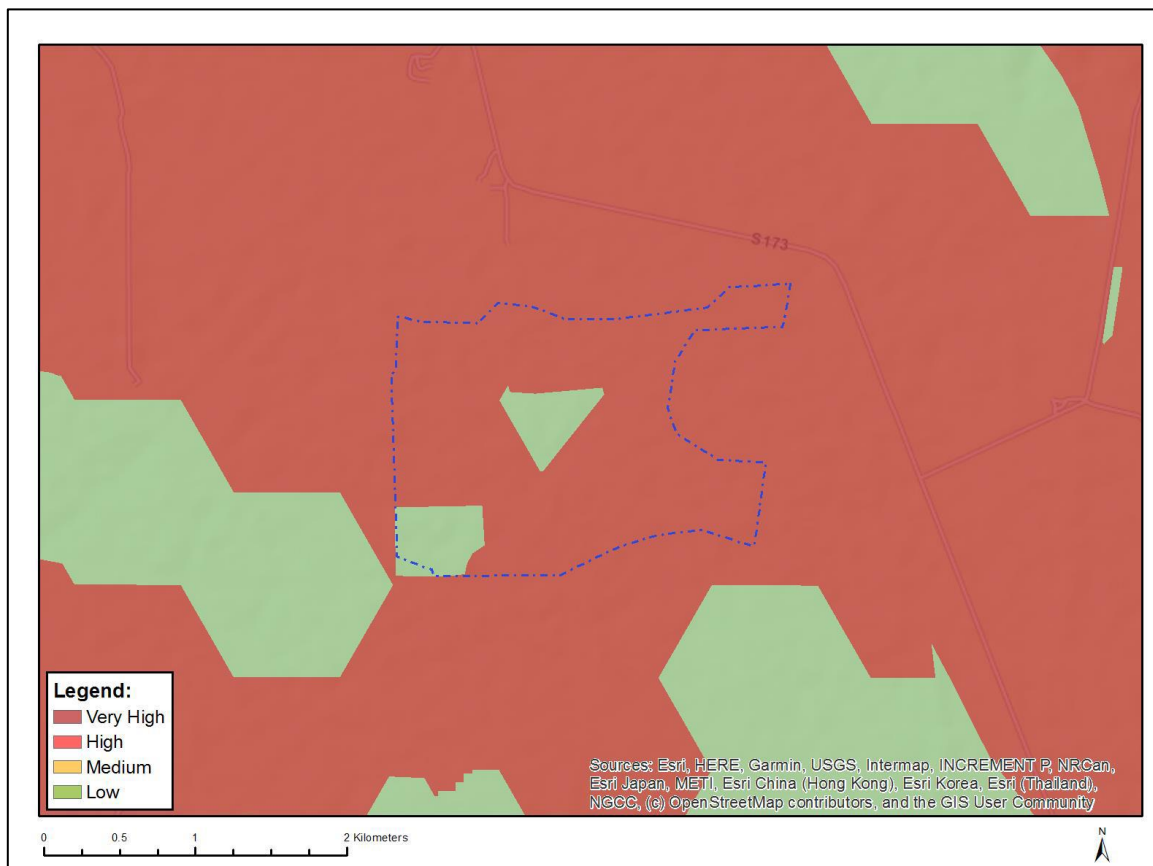 S173
Legend:
Very High
High
Medium
Low
Sources: Esri, HERE, Garmin, USGS, Intermap, INCREMENT P, NRCan,
Esri Japan, METI, Esri China (Hong Kong), Esri Korea, Esri (Thailand),
NGCC, (c) OpenStreetMap contributors, and the GIS User Community
0 0.5 1 2 Kilometers
N